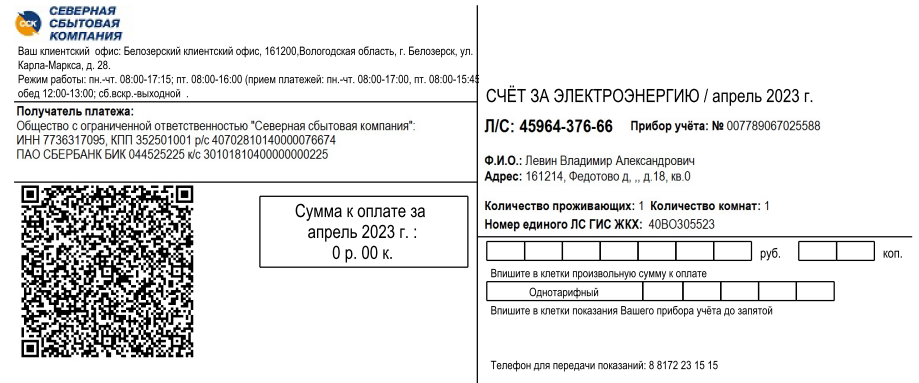 ССК
СЕВЕРНАЯ
СБЫТОВАЯ
КОМПАНИЯ
Ваш клиентский офис: Белозерский клиентский офис, 161200,Вологодская область, г. Белозерск, ул.
Карла-Маркса, д. 28.
Режим работы: пн.-чт. 08:00-17:15; пт. 08:00-16:00 (прием платежей: пн.-чт. 08:00-17:00, пт. 08:00-15:45
обед 12:00-13:00; сб.вскр.-выходной .
Получатель платежа:
Общество с ограниченной ответственностью "Северная сбытовая компания":
ИНН 7736317095, КПП 352501001 р/с 40702810140000076674
ПАО СБЕРБАНК БИК 044525225 к/с 30101810400000000225
Сумма к оплате за
апрель 2023 г. :
0 р. 00 к.
СЧЁТ ЗА ЭЛЕКТРОЭНЕРГИЮ / апрель 2023 г.
Л/С: 45964-376-66 Прибор учёта: № 007789067025588
Ф.И.О.: Левин Владимир Александрович
Адрес: 161214, Федотово д, ,, д.18, кв.0
Количество проживающих: 1 Количество комнат: 1
Номер единого ЛС ГИС ЖКХ: 40ВО305523
руб. коп.
Впишите в клетки произвольную сумму к оплате
Однотарифный
Впишите в клетки показания Вашего прибора учёта до запятой
Телефон для передачи показаний: 8 8172 23 15 15